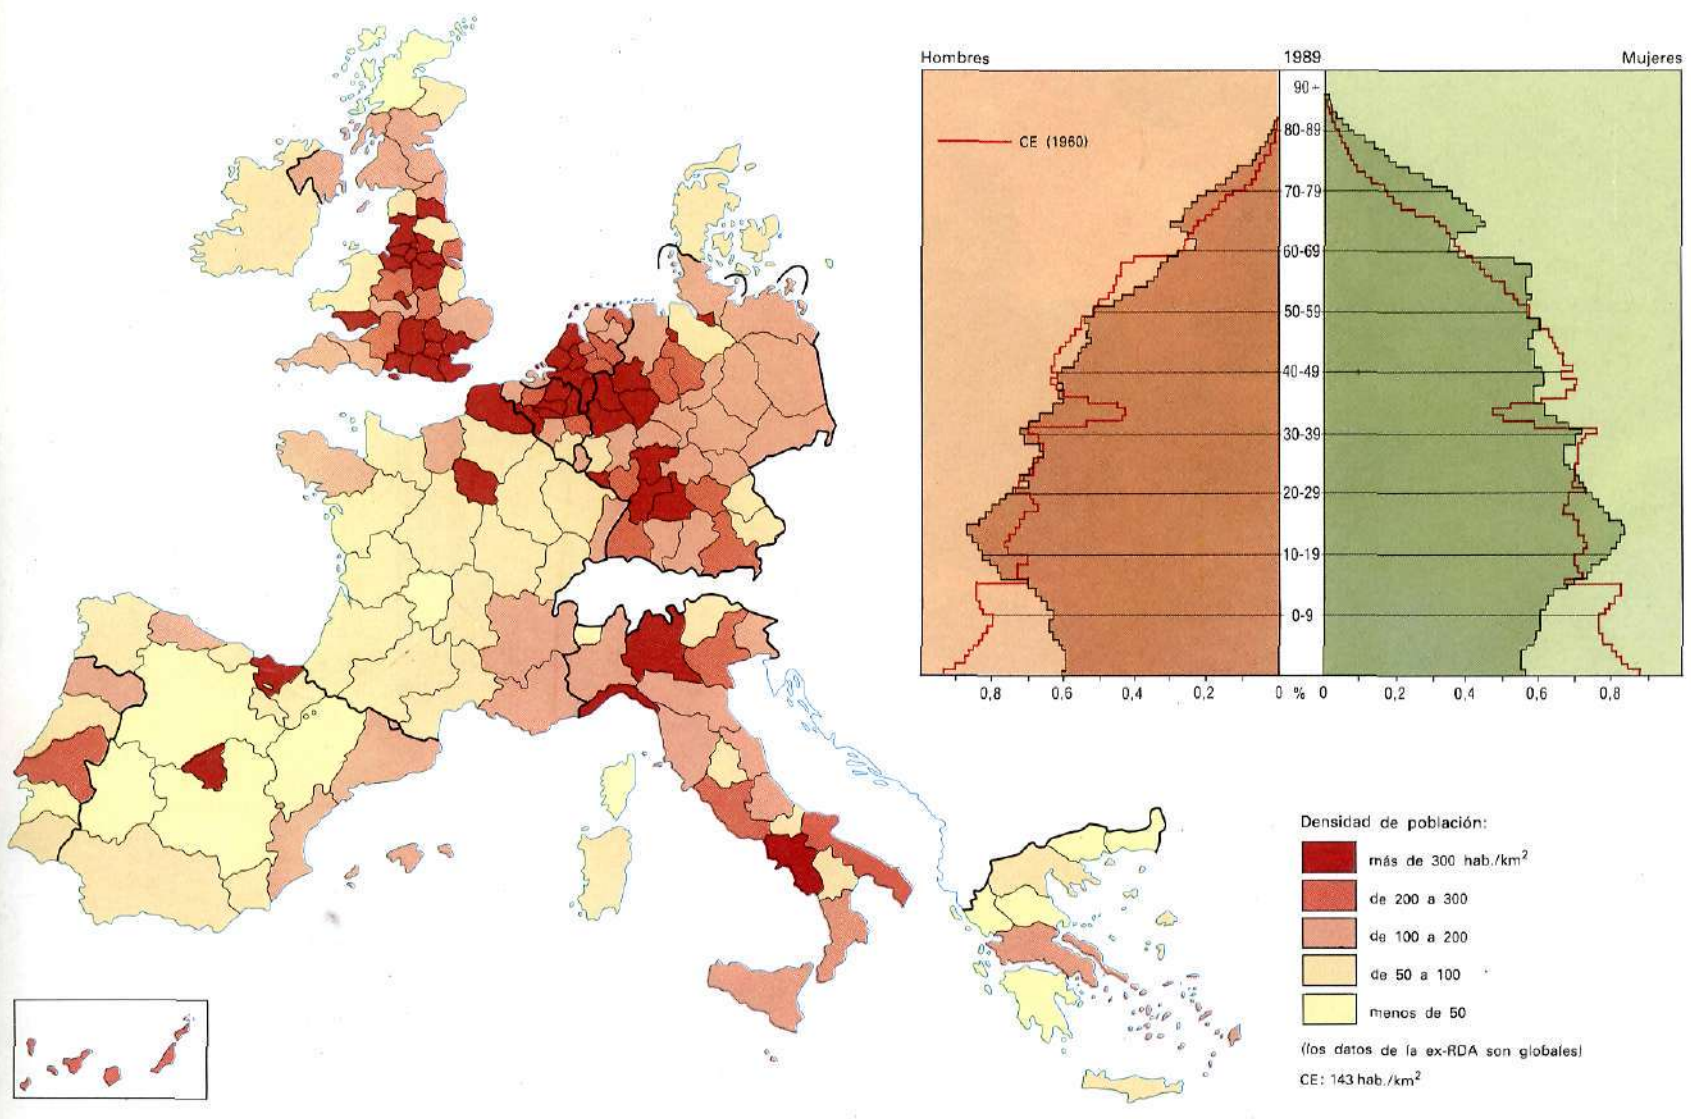 Hombres 1989 Mujeres
90+
CE (1960)
80-89
70-79
60-69
50-59
40-49
30-39
20-29
10-19
0-9
0,8 0,6 0,4 0,2 0 % 0 0,2 0,4 0,6 0,8
Densidad de población:
más de 300 hab./km²
de 200 a 300
de 100 a 200
de 50 a 100
menos de 50
(los datos de la ex-RDA son globales)
CE: 143 hab./km²